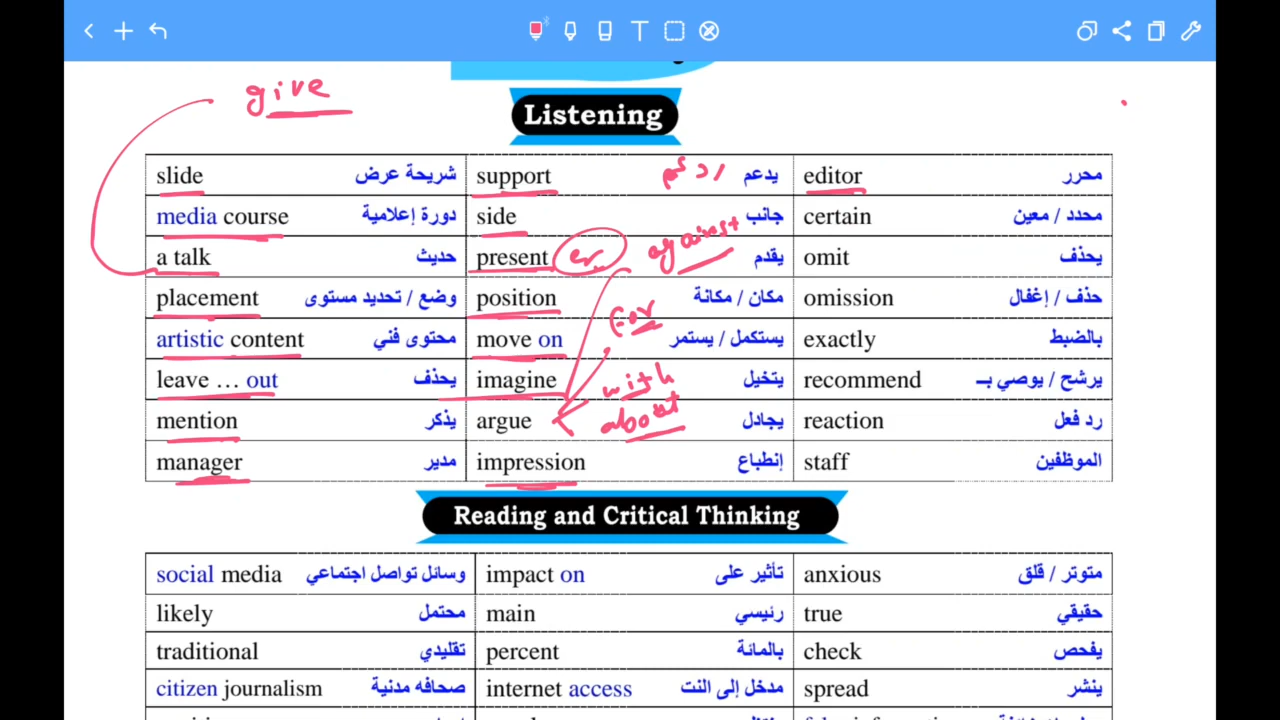 give
Listening
slide شريحة عرض support يدعم ادعم editor محرر
media course دورة إعلامية side جانب certain محدد / معين
a talk حديث present er يقدم against omit يحذف
placement وضع / تحديد مستوى position مكان / مكانة omission حذف / إغفال
artistic content محتوى فني move on يستكمل / يستمر for exactly بالضبط
leave … out يحذف imagine يتخيل with recommend يرشح / يوصي بـ
mention يذكر argue يجادل about reaction رد فعل
manager مدير impression إنطباع staff الموظفين
Reading and Critical Thinking
social media وسائل تواصل اجتماعي impact on تأثير على anxious متوتر / قلق
likely محتمل main رئيسي true حقيقي
traditional تقليدي percent بالمائة check يفحص
citizen journalism صحافه مدنية internet access مدخل إلى النت spread ينشر